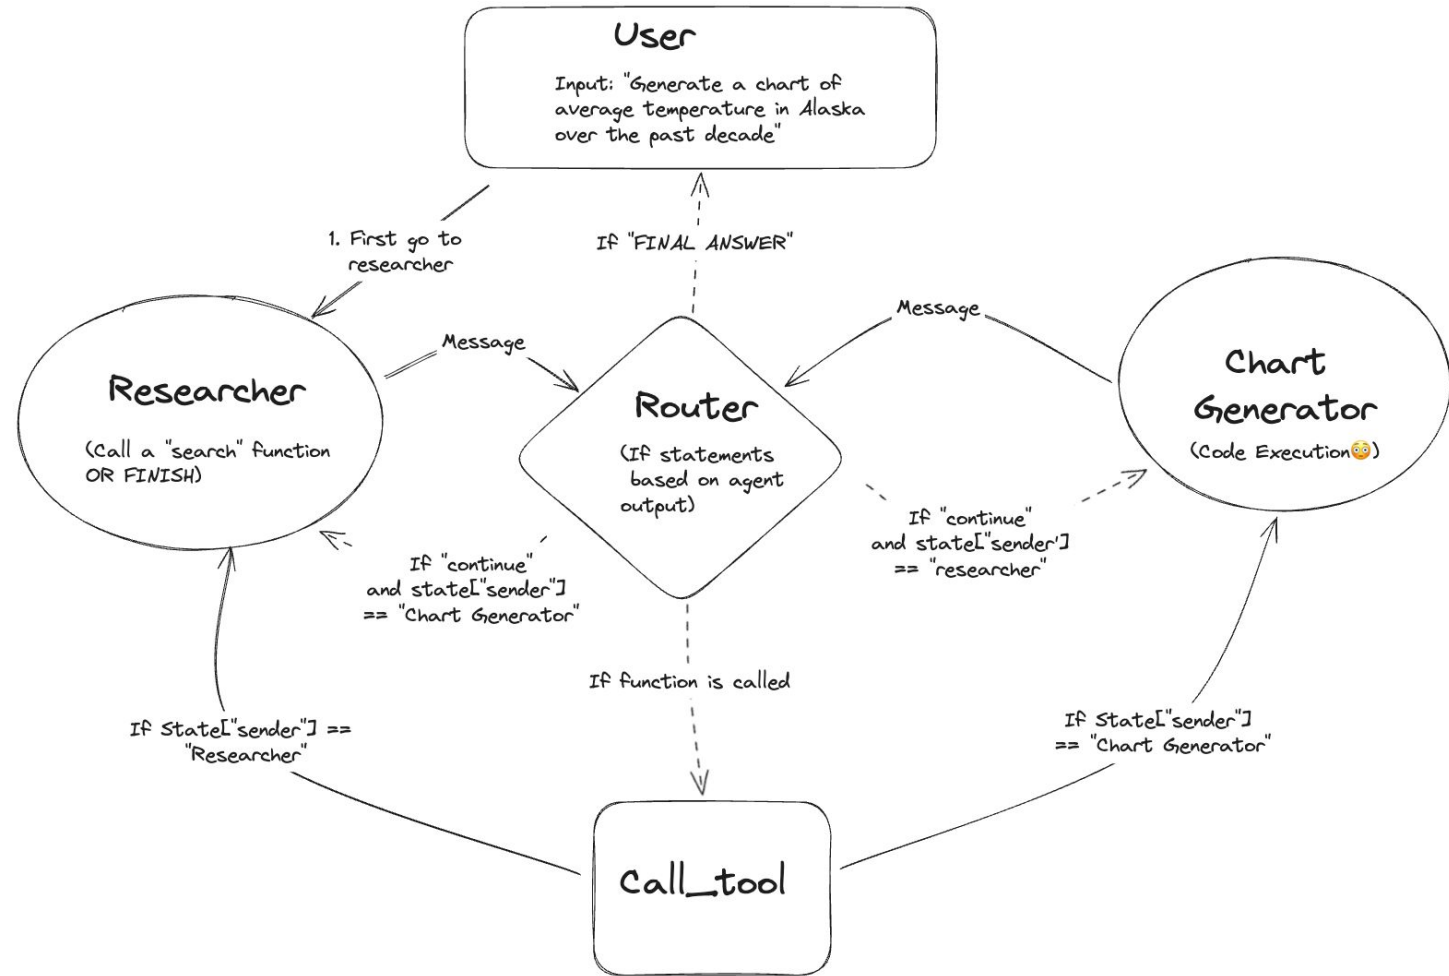 User
Input: "Generate a chart of
average temperature in Alaska
over the past decade"
1. First go to
researcher
If "FINAL ANSWER"
Message
Message
Researcher
(Call a "search" function
OR FINISH)
Router
(If statements
based on agent
output)
Chart
Generator
(Code Execution😳)
If "continue"
and state["sender"]
== "Chart Generator"
If "continue"
and state["sender']
== "researcher"
If function is called
If State["sender"] ==
"Researcher"
If State["sender"]
== "Chart Generator"
Call_tool